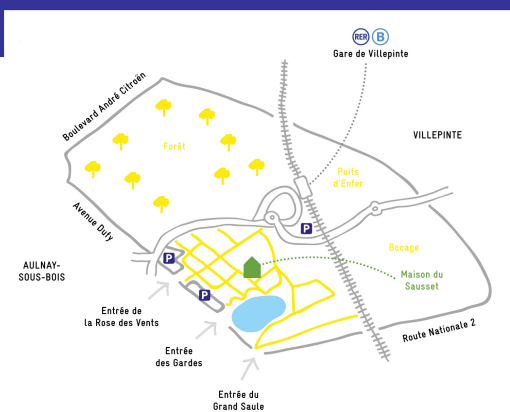 RER B
Gare de Villepinte
Boulevard André Citroën
VILLEPINTE
Forêt
Puits
d'Enfer
Avenue Dufy
P
Bocage
P
AULNAY-
SOUS-BOIS
Maison du
Sausset
P
Entrée de
la Rose des Vents
Route Nationale 2
Entrée
des Gardes
Entrée du
Grand Saule